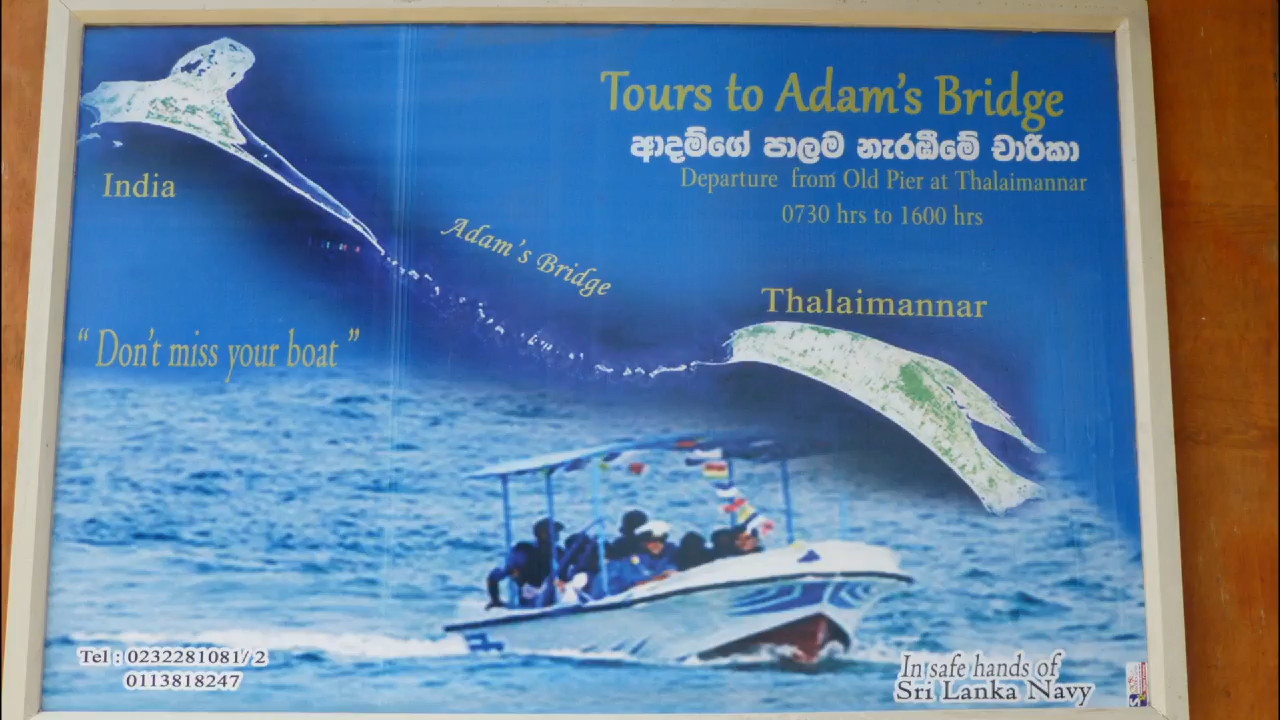 Tours to Adam's Bridge
ආදම්ගේ පාලම නැරඹීමේ චාරිකා
Departure from Old Pier at Thalaimannar
0730 hrs to 1600 hrs
India
Adam's Bridge
Thalaimannar
“ Don't miss your boat ”
Tel : 0232281081/ 2
0113818247
In safe hands of
Sri Lanka Navy